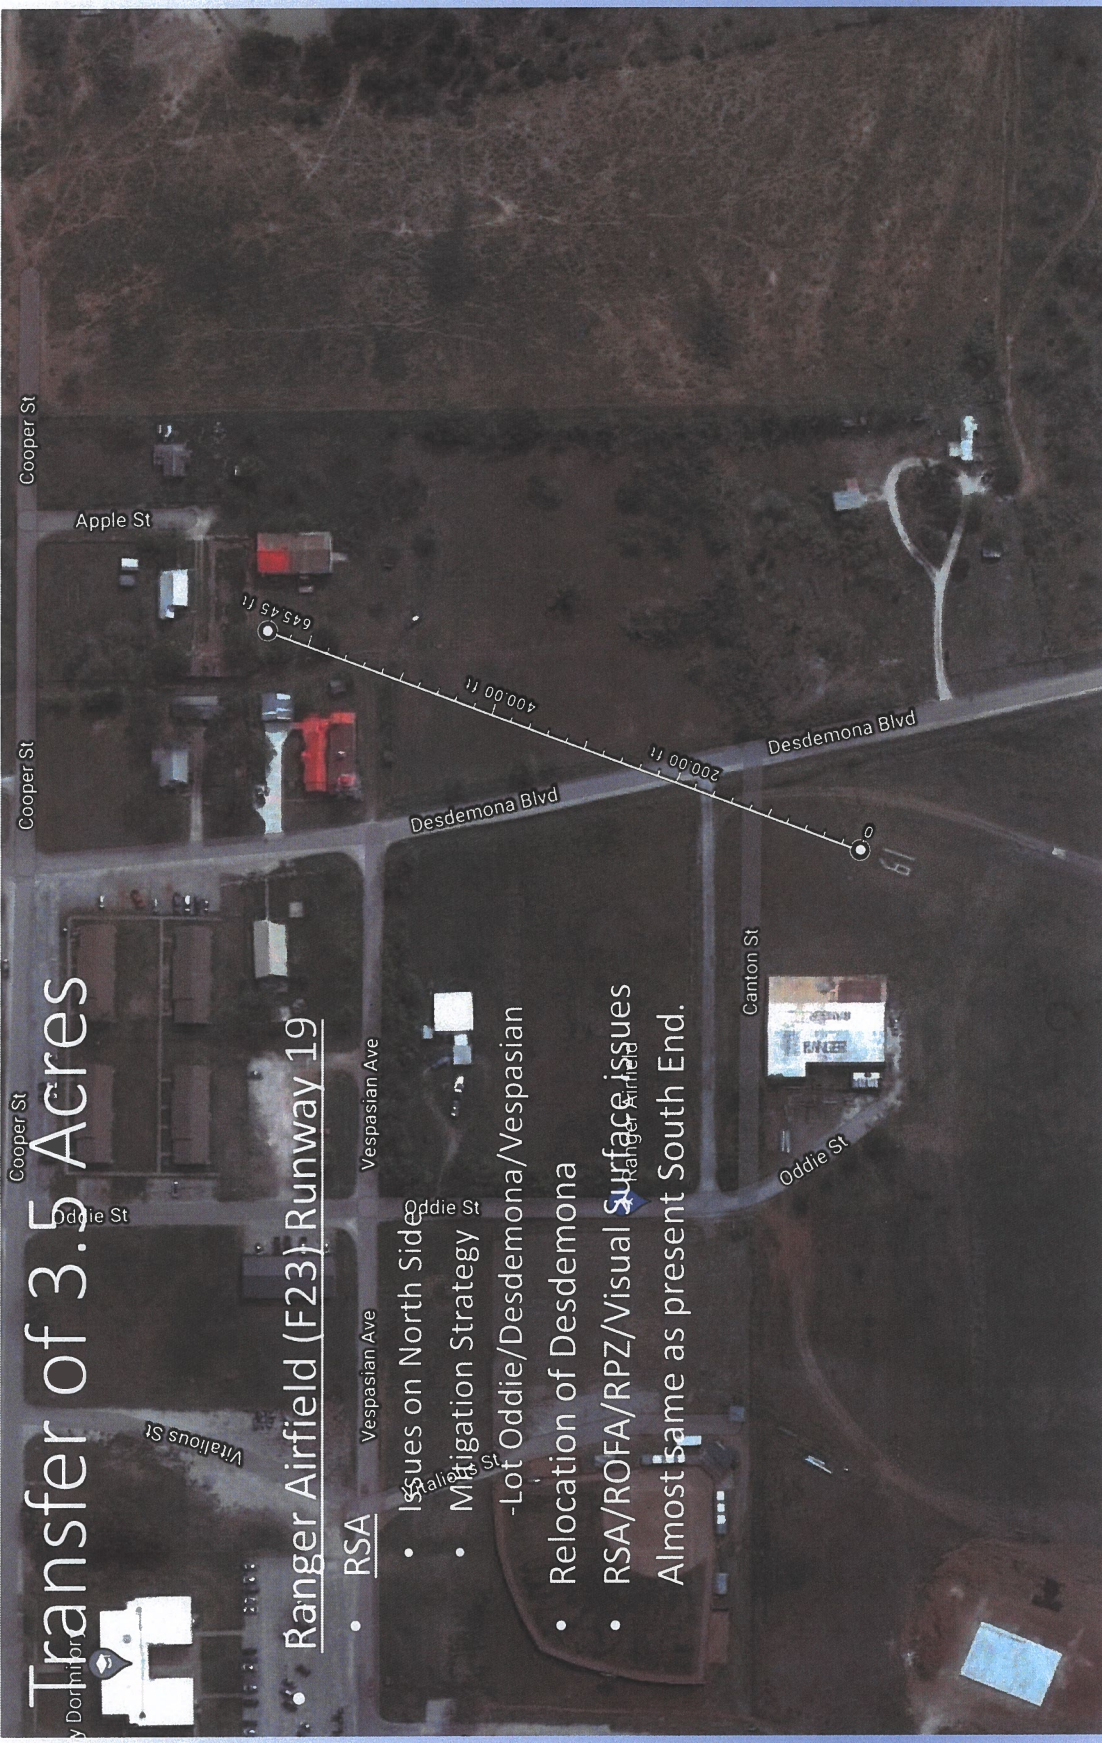 Transfer of 3.5 Acres
Ranger Airfield (F23) Runway 19
RSA
Issues on North Side
Mitigation Strategy
-Lot Oddie/Desdemona/Vespasian
Relocation of Desdemona
RSA/ROFA/RPZ/Visual Surface issues
Almost same as present South End.
y Dormitory
Cooper St
Cooper St
Cooper St
Apple St
Oddie St
Oddie St
Oddie St
Vitalious St
Vitalious St
Vespasian Ave
Vespasian Ave
Desdemona Blvd
Desdemona Blvd
Canton St
Ranger Airfield
645.45 ft
400.00 ft
200.00 ft
0
19